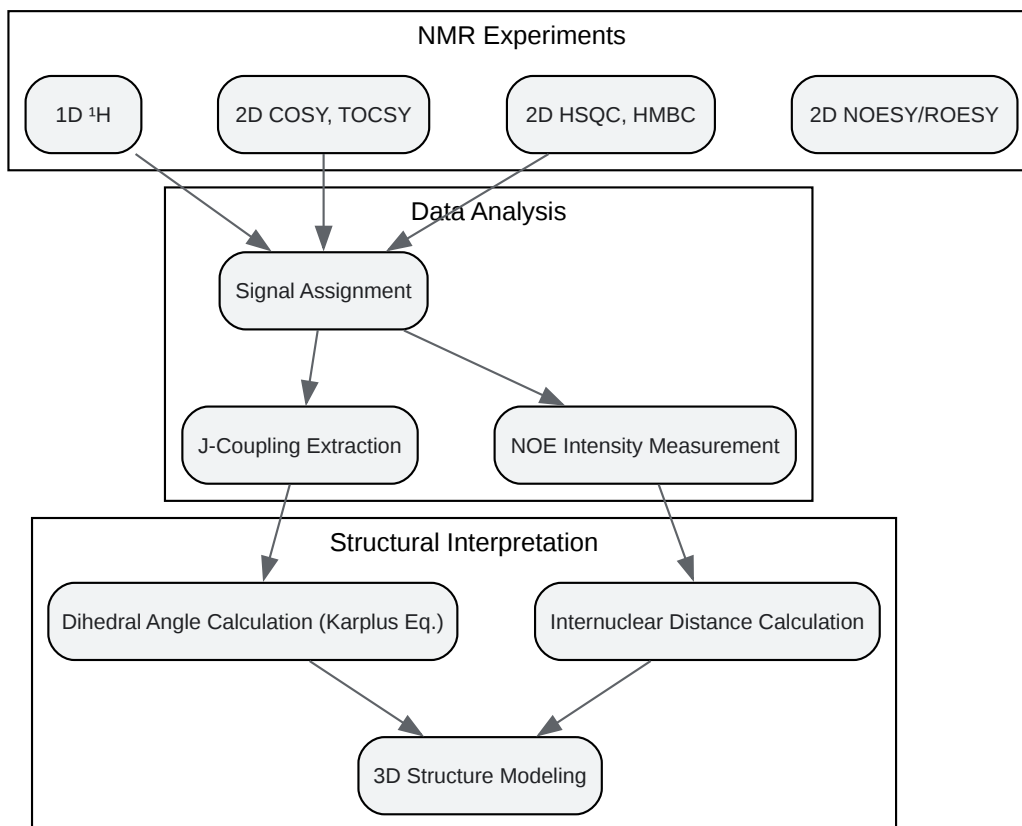 NMR Experiments
1D ¹H
2D COSY, TOCSY
2D HSQC, HMBC
2D NOESY/ROESY
Data Analysis
Signal Assignment
J-Coupling Extraction
NOE Intensity Measurement
Structural Interpretation
Dihedral Angle Calculation (Karplus Eq.)
Internuclear Distance Calculation
3D Structure Modeling